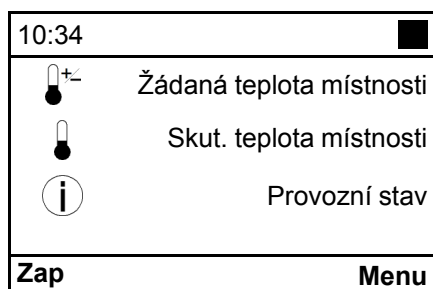 10:34
Žádaná teplota místnosti
Skut. teplota místnosti
i Provozní stav
Zap Menu